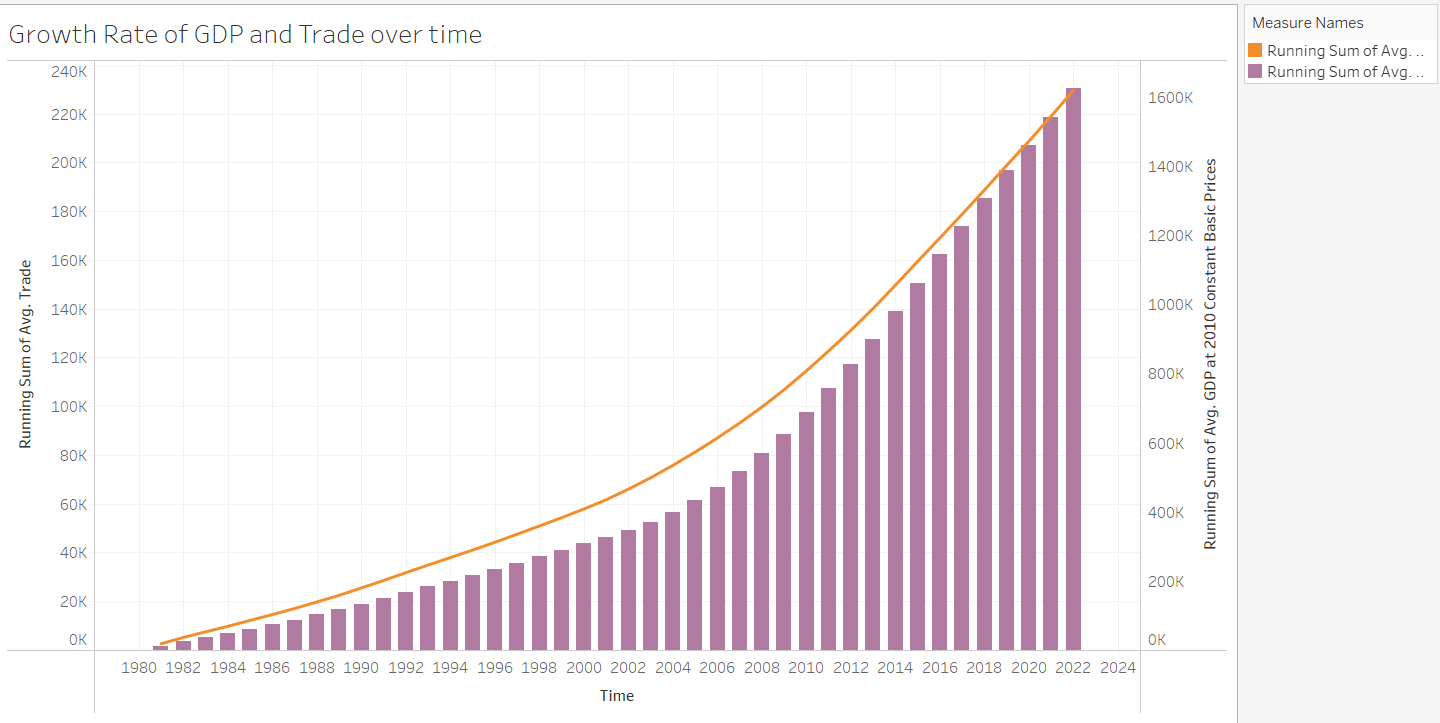 Growth Rate of GDP and Trade over time
Measure Names
Running Sum of Avg. ..
Running Sum of Avg. ..
240K
220K
200K
180K
160K
140K
120K
100K
80K
60K
40K
20K
0K
Running Sum of Avg. Trade
1600K
1400K
1200K
1000K
800K
600K
400K
200K
0K
Running Sum of Avg. GDP at 2010 Constant Basic Prices
1980 1982 1984 1986 1988 1990 1992 1994 1996 1998 2000 2002 2004 2006 2008 2010 2012 2014 2016 2018 2020 2022 2024
Time